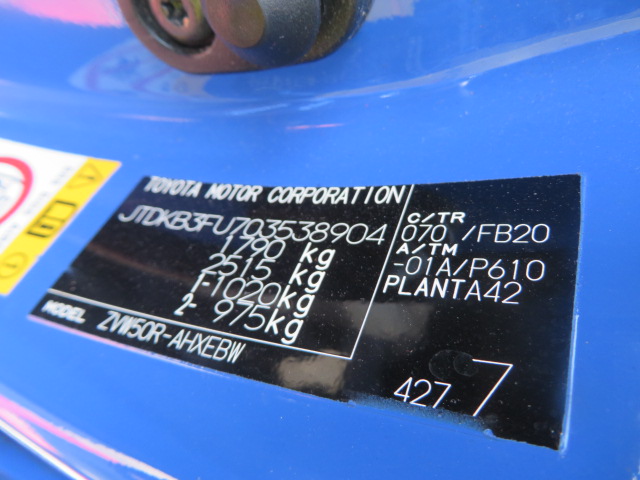 TOYOTA MOTOR CORPORATION
JTDKB3FU703538904
1790 kg
2515 kg
1-1020kg
2- 975kg
MODEL ZVW50R-AHXEBW
C/TR
070 /FB20
A/TM
-01A/P610
PLANTA42
427 7